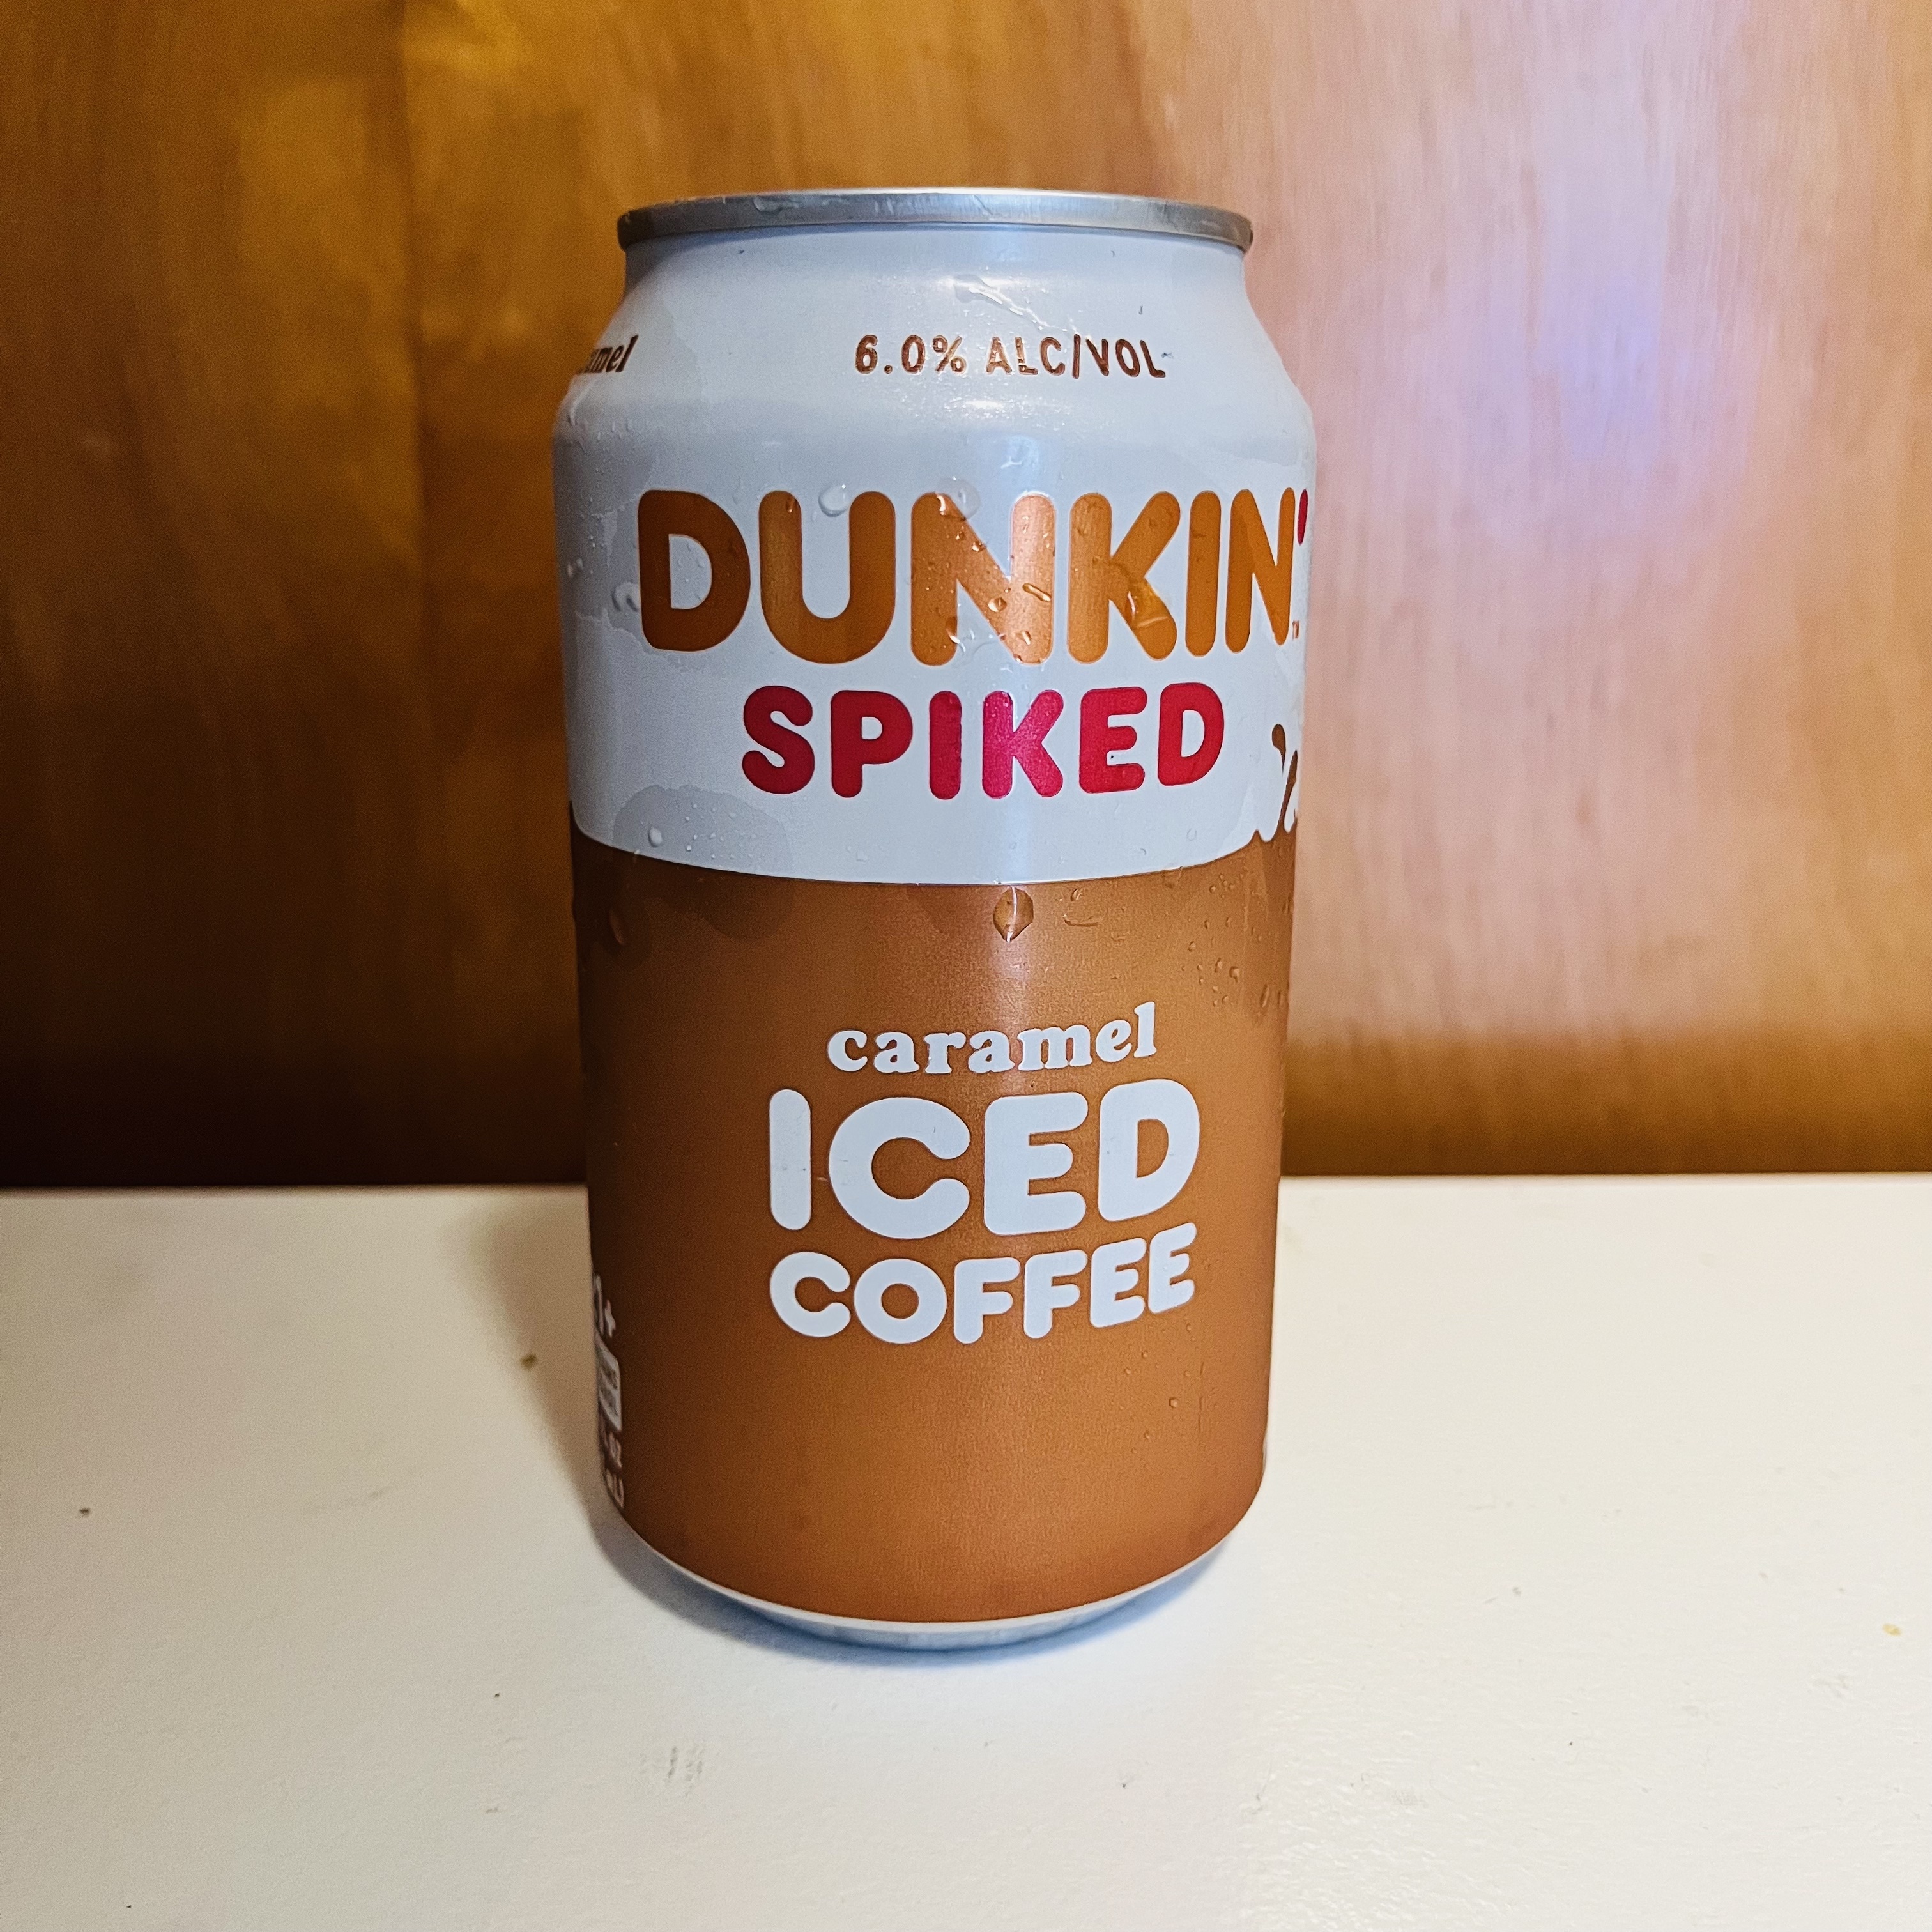 6.0% ALC/VOL
DUNKIN'
SPIKED
caramel
ICED
COFFEE